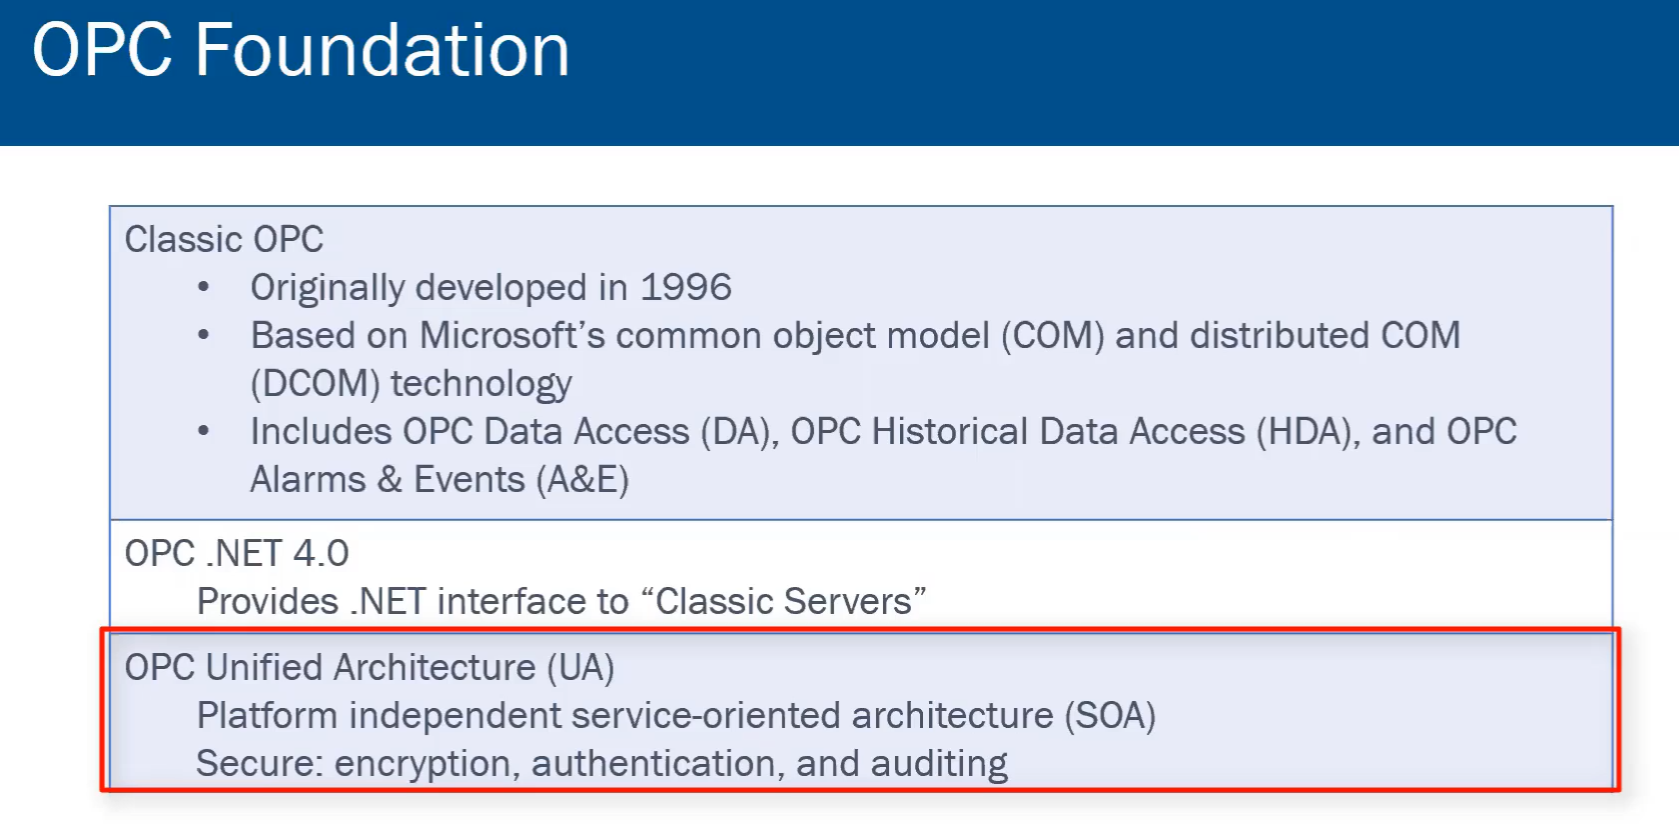 OPC Foundation
Classic OPC
• Originally developed in 1996
• Based on Microsoft’s common object model (COM) and distributed COM
(DCOM) technology
• Includes OPC Data Access (DA), OPC Historical Data Access (HDA), and OPC
Alarms & Events (A&E)
OPC .NET 4.0
Provides .NET interface to “Classic Servers”
OPC Unified Architecture (UA)
Platform independent service-oriented architecture (SOA)
Secure: encryption, authentication, and auditing